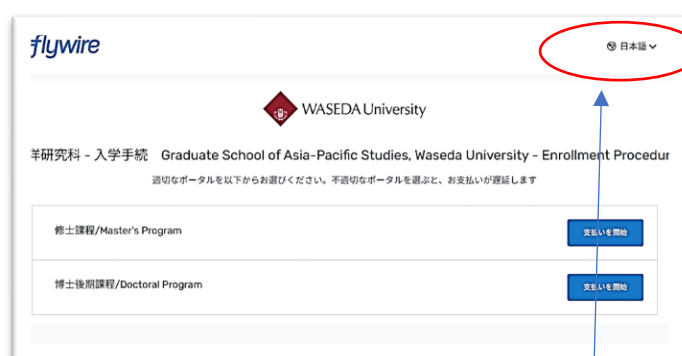 flywire
日本語
WASEDA University
研究科 - 入学手続 Graduate School of Asia-Pacific Studies, Waseda University - Enrollment Procedur
適切なポータルを以下からお選びください。不適切なポータルを選ぶと、お支払いが遅延します
修士課程/Master's Program
支払いを開始
博士後期課程/Doctoral Program
支払いを開始